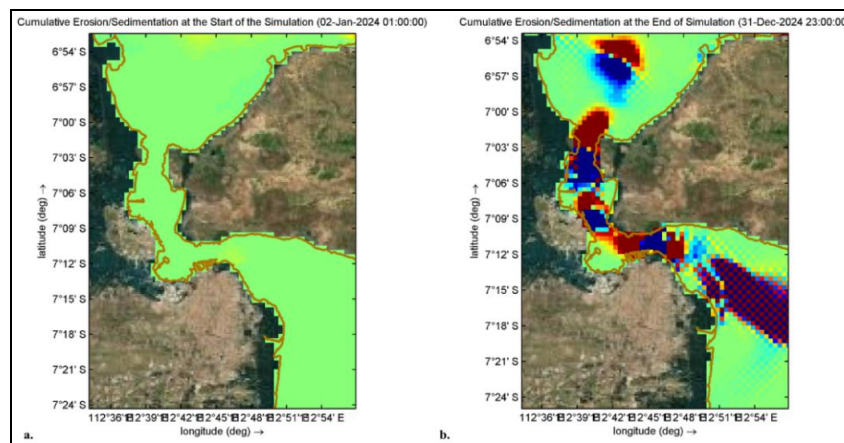 Cumulative Erosion/Sedimentation at the Start of the Simulation (02-Jan-2024 01:00:00)
6°54' S
6°57' S
7°00' S
7°03' S
7°06' S
7°09' S
7°12' S
7°15' S
7°18' S
7°21' S
7°24' S
latitude (deg) →
112°36' E 112°39' E 112°42' E 112°45' E 112°48' E 112°51' E 112°54' E
longitude (deg) →
a.
Cumulative Erosion/Sedimentation at the End of Simulation (31-Dec-2024 23:00:00)
6°54' S
6°57' S
7°00' S
7°03' S
7°06' S
7°09' S
7°12' S
7°15' S
7°18' S
7°21' S
7°24' S
latitude (deg) →
112°36' E 112°39' E 112°42' E 112°45' E 112°48' E 112°51' E 112°54' E
longitude (deg) →
b.